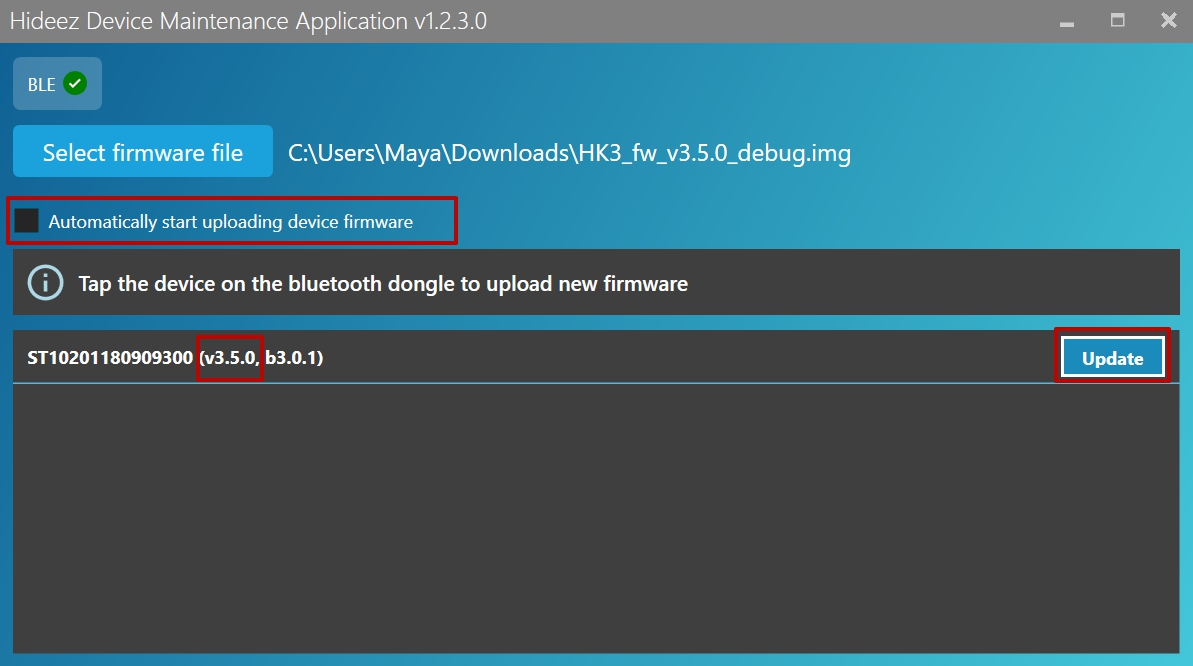 Hideez Device Maintenance Application v1.2.3.0
BLE
Select firmware file C:\Users\Maya\Downloads\HK3_fw_v3.5.0_debug.img
Automatically start uploading device firmware
Tap the device on the bluetooth dongle to upload new firmware
ST10201180909300 (v3.5.0, b3.0.1) Update